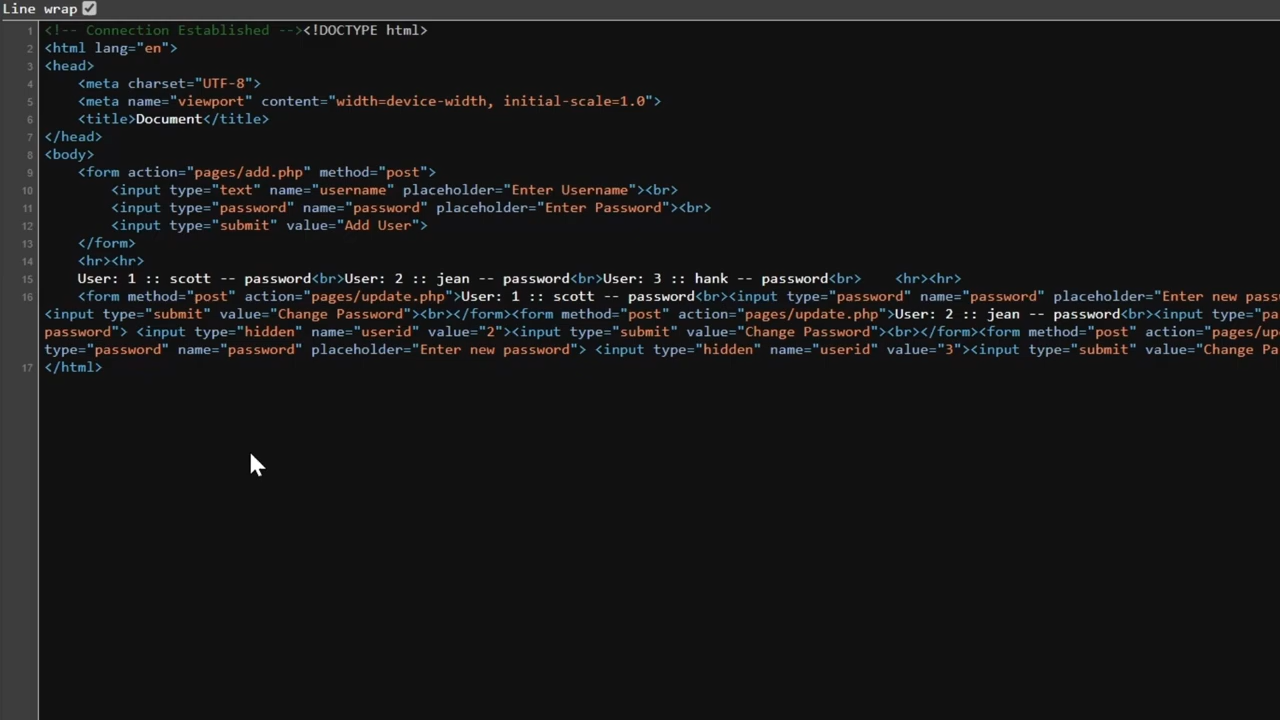 Line wrap
1 <!-- Connection Established --><!DOCTYPE html>
2 <html lang="en">
3 <head>
4 <meta charset="UTF-8">
5 <meta name="viewport" content="width=device-width, initial-scale=1.0">
6 <title>Document</title>
7 </head>
8 <body>
9 <form action="pages/add.php" method="post">
10 <input type="text" name="username" placeholder="Enter Username"><br>
11 <input type="password" name="password" placeholder="Enter Password"><br>
12 <input type="submit" value="Add User">
13 </form>
14 <hr><hr>
15 User: 1 :: scott -- password<br>User: 2 :: jean -- password<br>User: 3 :: hank -- password<br> <hr><hr>
16 <form method="post" action="pages/update.php">User: 1 :: scott -- password<br><input type="password" name="password" placeholder="Enter new pass
<input type="submit" value="Change Password"><br></form><form method="post" action="pages/update.php">User: 2 :: jean -- password<br><input type="pa
password"> <input type="hidden" name="userid" value="2"><input type="submit" value="Change Password"><br></form><form method="post" action="pages/up
type="password" name="password" placeholder="Enter new password"> <input type="hidden" name="userid" value="3"><input type="submit" value="Change Pa
17 </html>